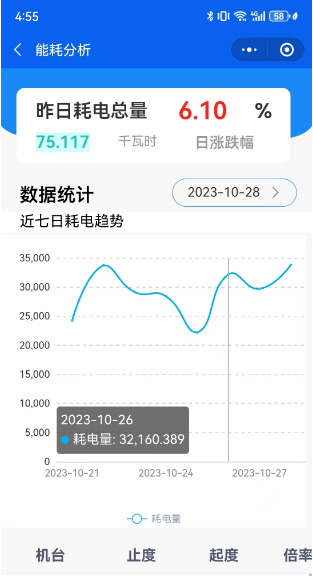 4:55
4G
58
能耗分析
昨日耗电总量 6.10 %
75.117 千瓦时 日涨跌幅
数据统计 2023-10-28
近七日耗电趋势
35,000
30,000
25,000
20,000
15,000
10,000
5,000
0
2023-10-26
耗电量: 32,160.389
2023-10-21 2023-10-24 2023-10-27
耗电量
机台 止度 起度 倍率